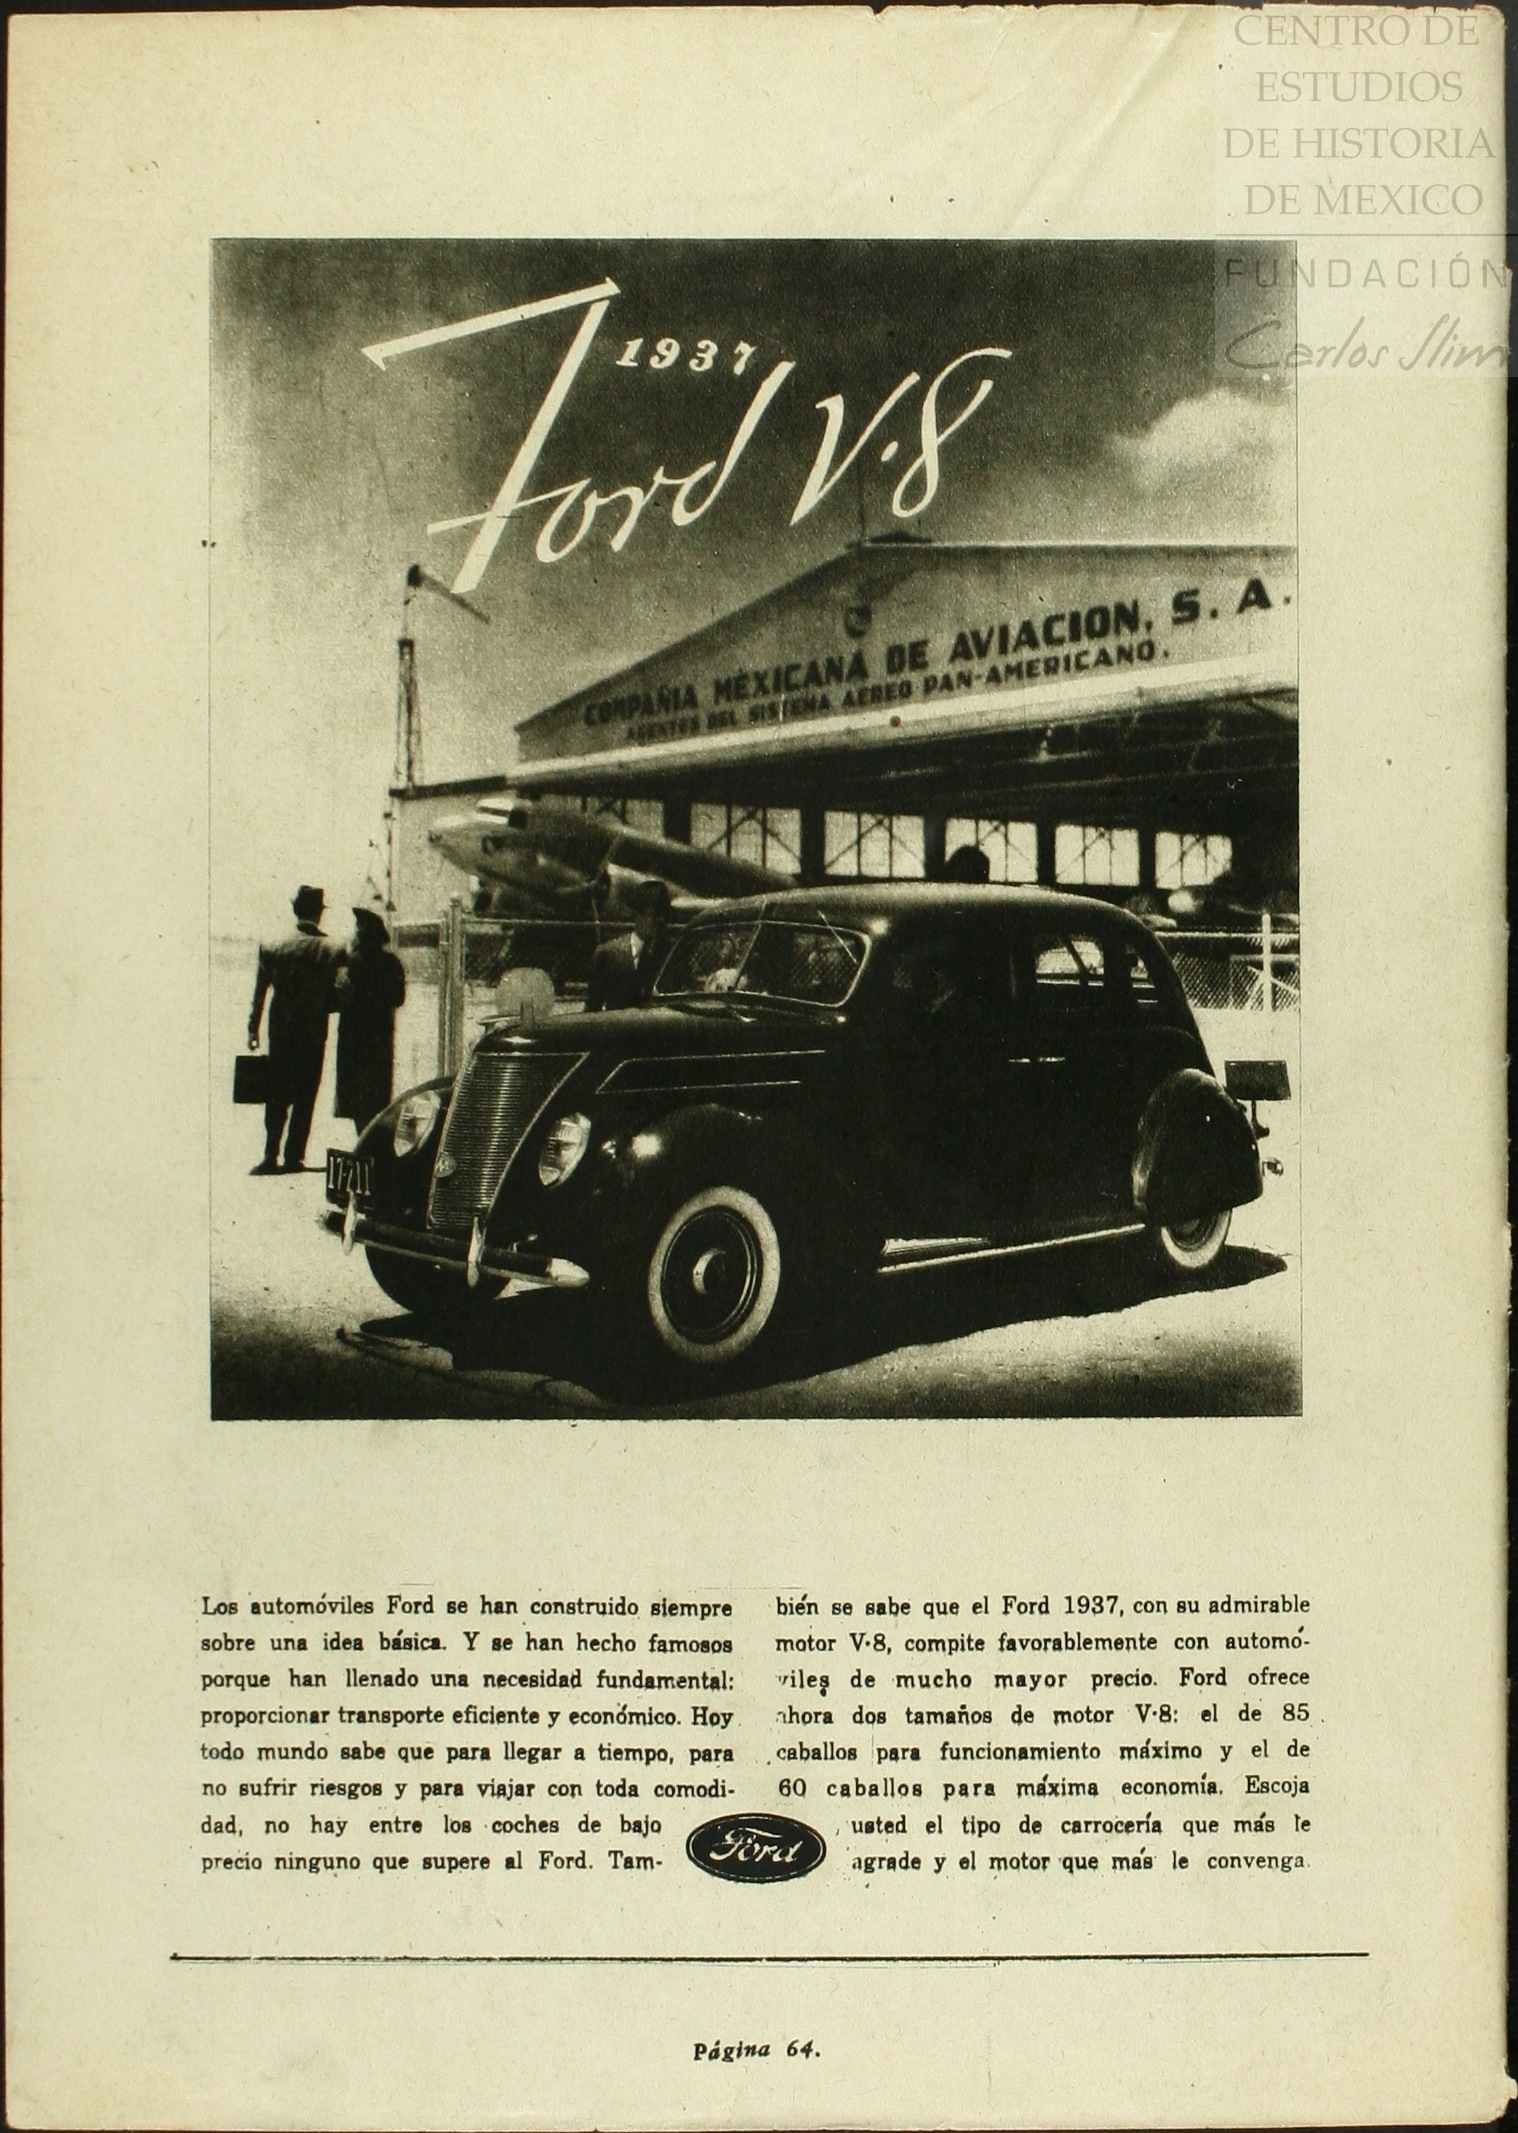 CENTRO DE
ESTUDIOS
DE HISTORIA
DE MEXICO
FUNDACIÓN
Carlos Slim
1937
Ford V·8
COMPAÑIA MEXICANA DE AVIACION, S. A.
AGENTES DEL SISTEMA AEREO PAN-AMERICANO.
17-711
Los automóviles Ford se han construido siempre
sobre una idea básica. Y se han hecho famosos
porque han llenado una necesidad fundamental:
proporcionar transporte eficiente y económico. Hoy
todo mundo sabe que para llegar a tiempo, para
no sufrir riesgos y para viajar con toda comodi-
dad, no hay entre los coches de bajo
precio ninguno que supere al Ford. Tam-
bién se sabe que el Ford 1937, con su admirable
motor V·8, compite favorablemente con automó-
viles de mucho mayor precio. Ford ofrece
ahora dos tamaños de motor V·8: el de 85
caballos para funcionamiento máximo y el de
60 caballos para máxima economía. Escoja
usted el tipo de carrocería que más le
agrade y el motor que más le convenga.
Ford
Página 64.